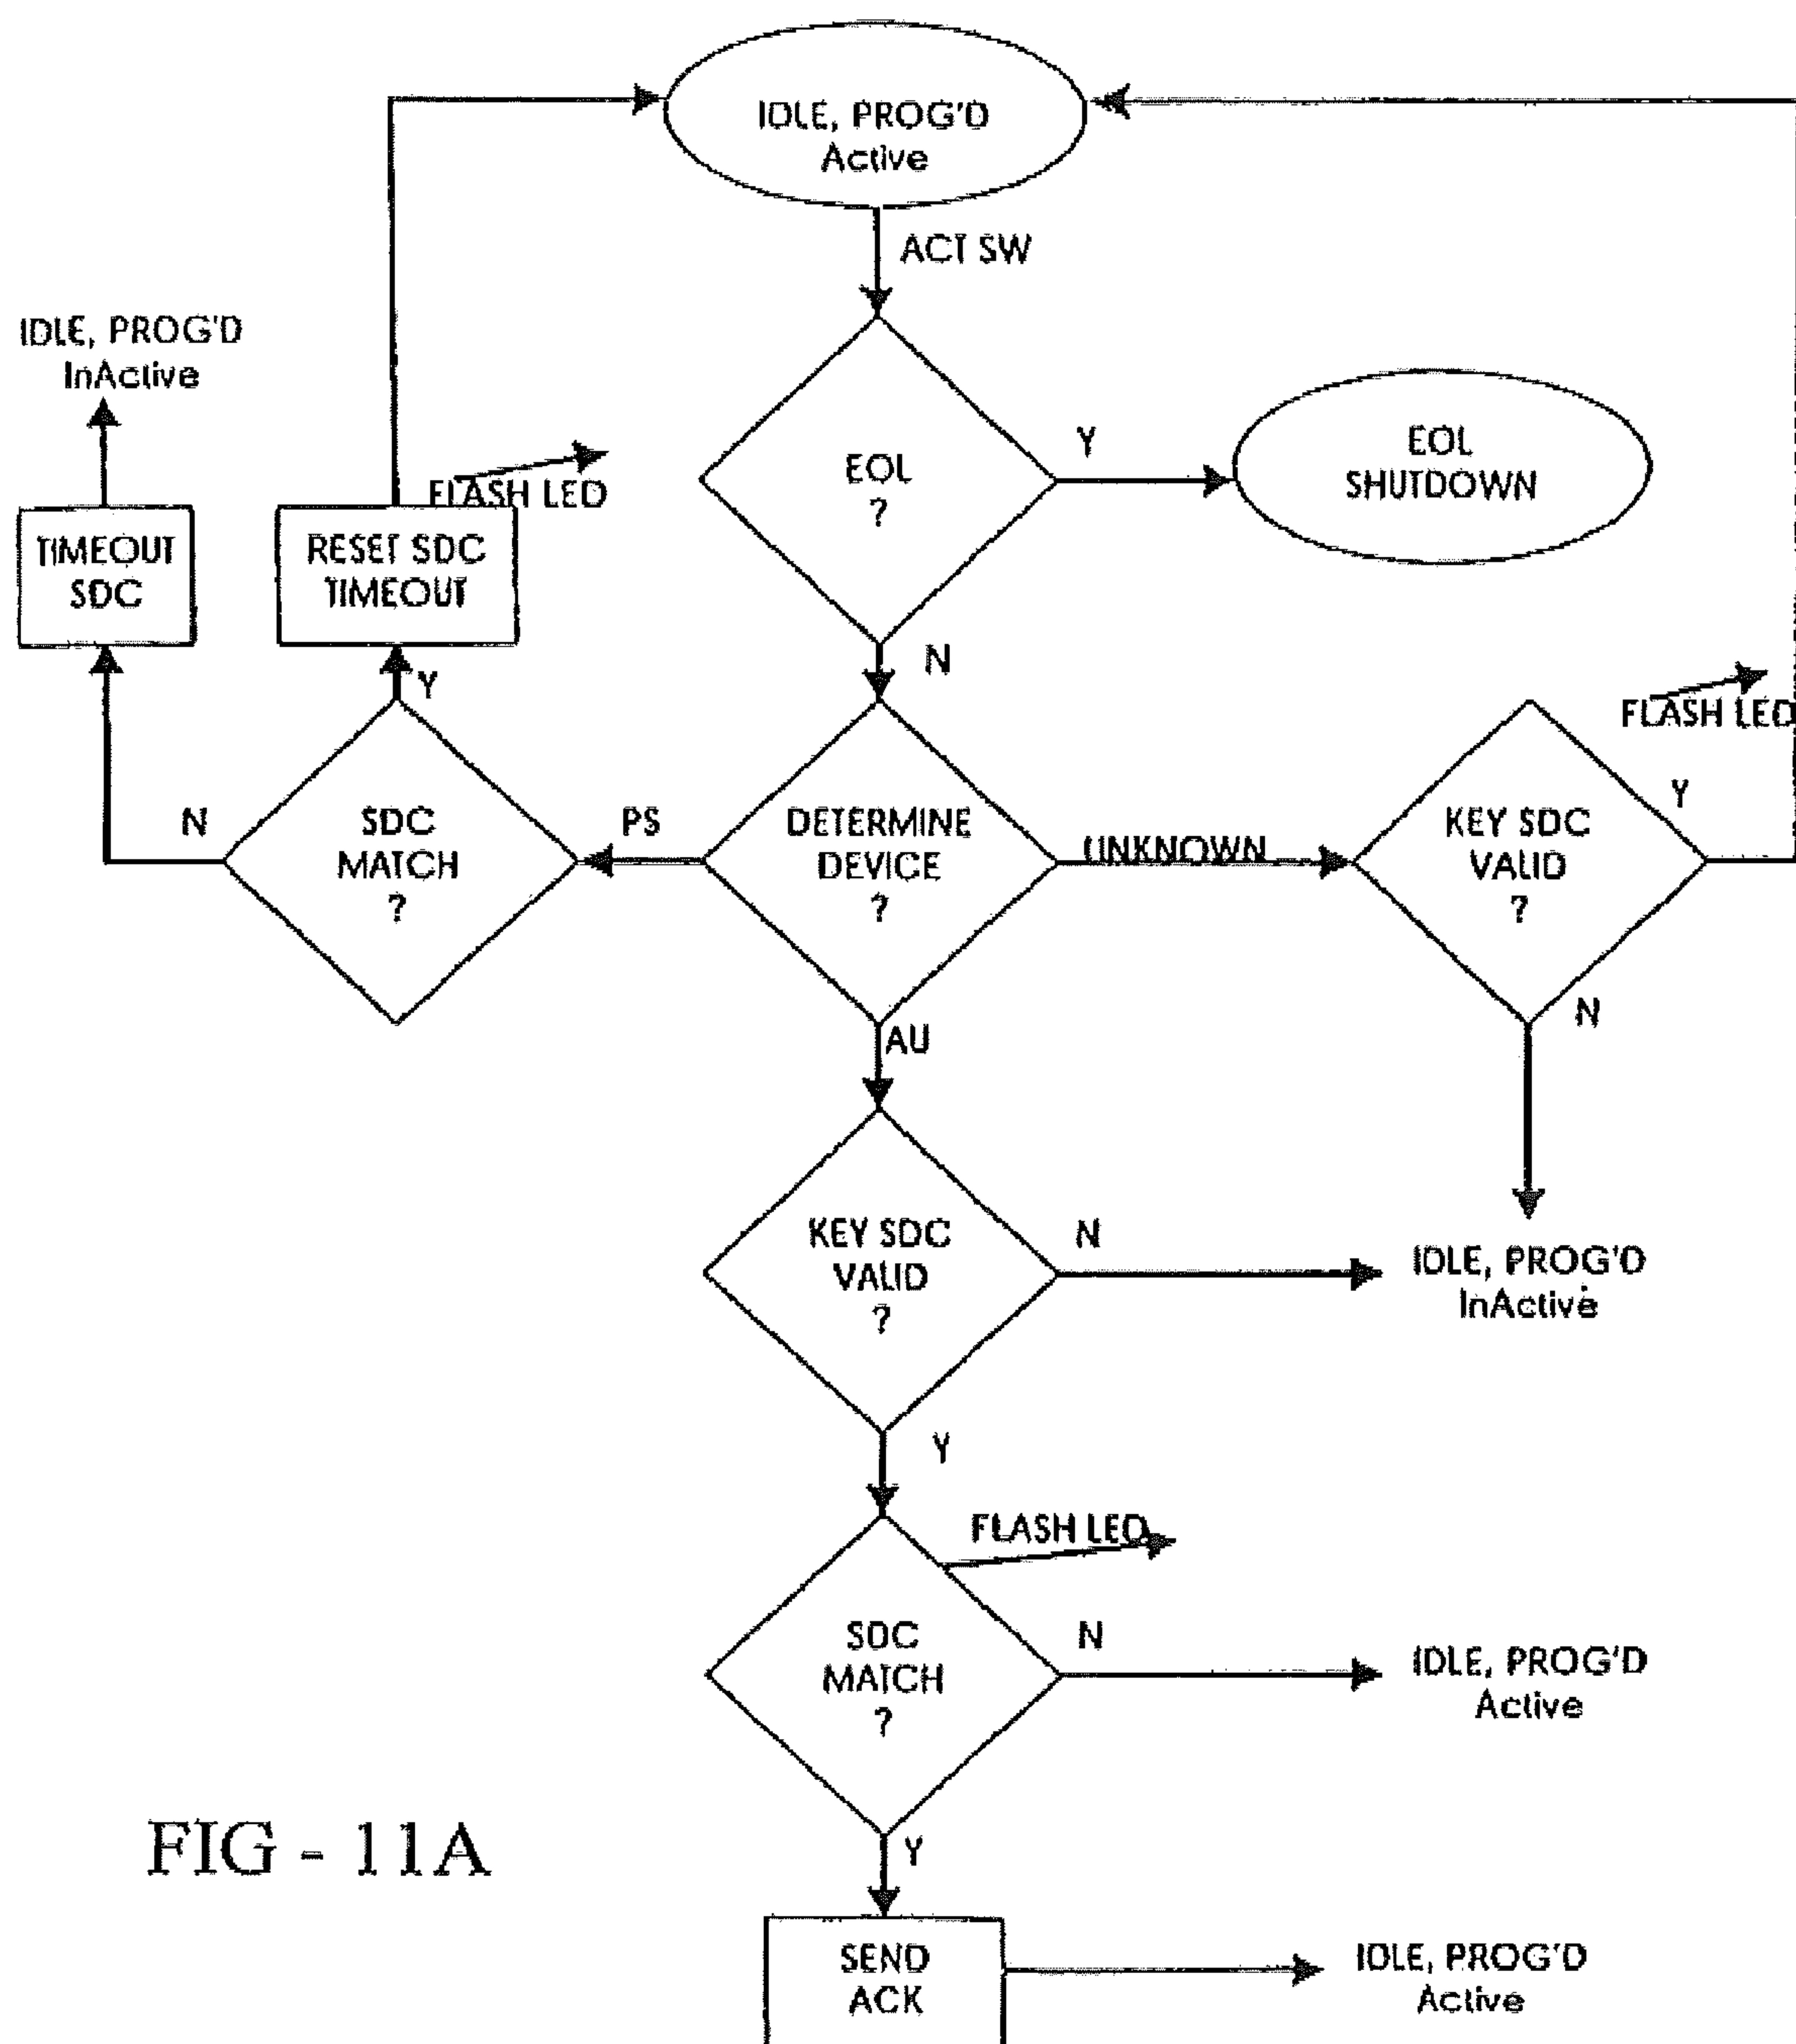 IDLE, PROG'D
Active
ACT SW
IDLE, PROG'D
InActive
EOL
?
Y
EOL
SHUTDOWN
FLASH LED
TIMEOUT
SDC
RESET SDC
TIMEOUT
N
Y
FLASH LED
N
SDC
MATCH
?
PS
DETERMINE
DEVICE
?
UNKNOWN
KEY SDC
VALID
?
Y
N
AU
KEY SDC
VALID
?
N
IDLE, PROG'D
InActive
Y
FLASH LED
SDC
MATCH
?
N
IDLE, PROG'D
Active
Y
FIG - 11A
SEND
ACK
IDLE, PROG'D
Active